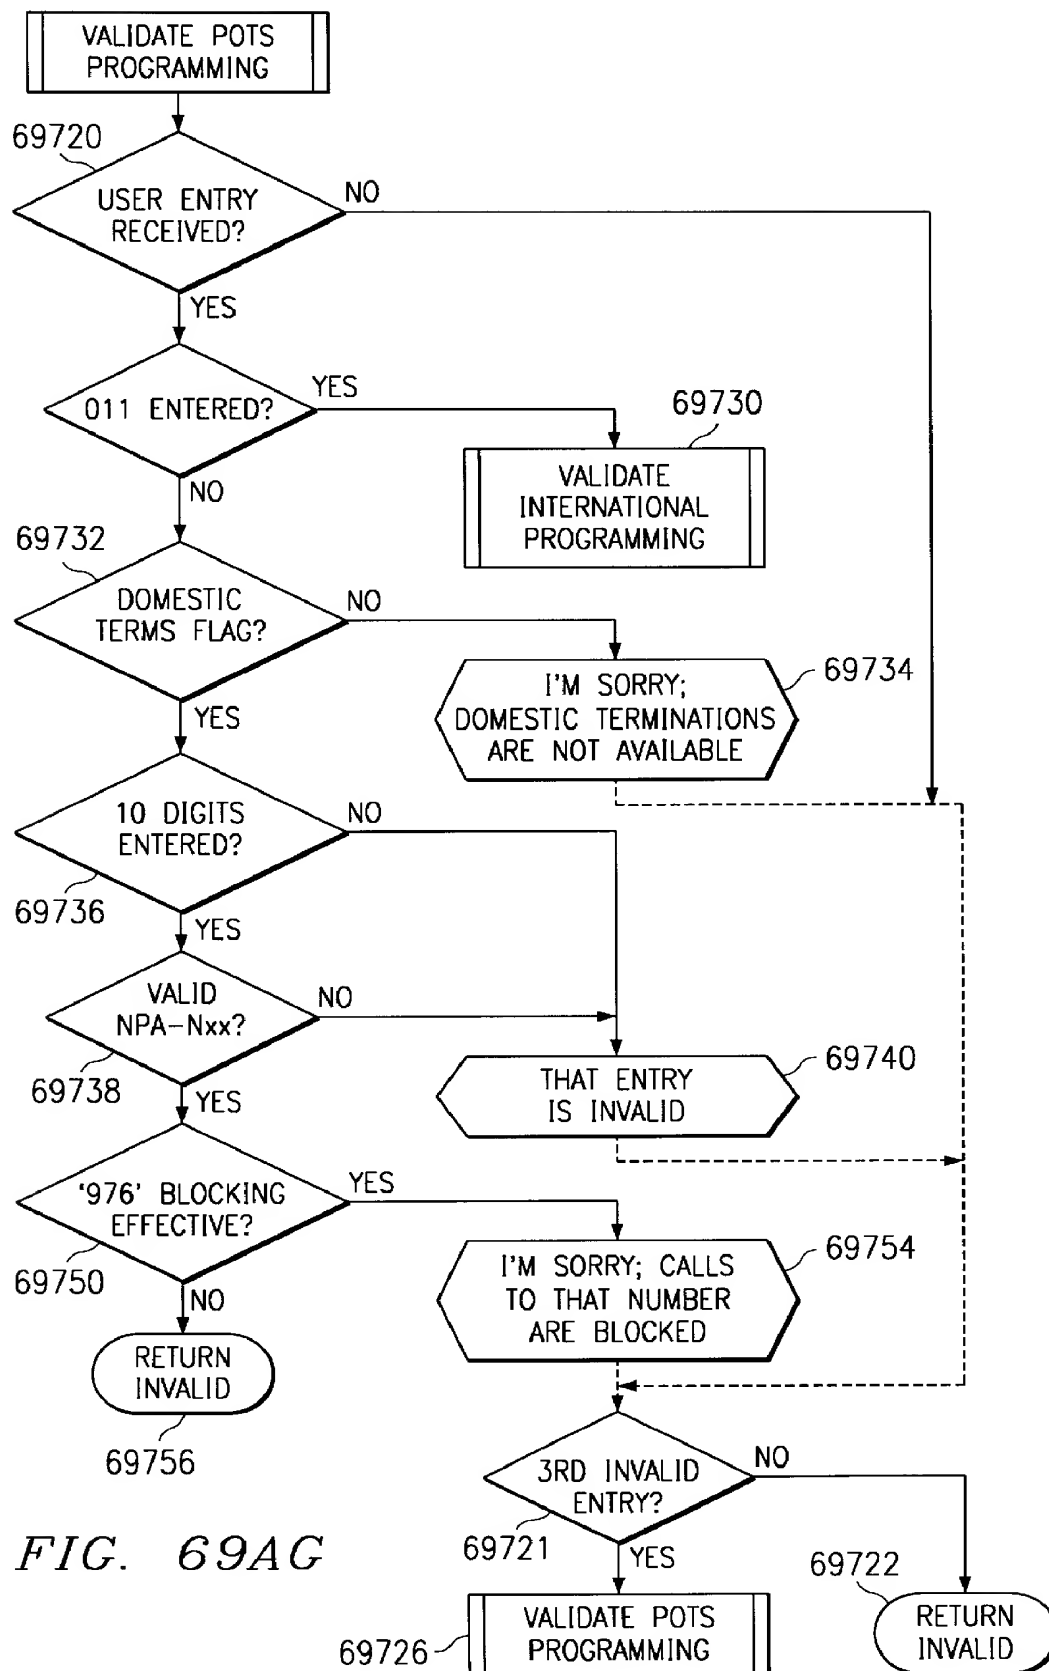 VALIDATE POTS
PROGRAMMING
69720
USER ENTRY
RECEIVED?
NO
YES
011 ENTERED?
YES
NO
69730
VALIDATE
INTERNATIONAL
PROGRAMMING
69732
DOMESTIC
TERMS FLAG?
NO
YES
I'M SORRY;
DOMESTIC TERMINATIONS
ARE NOT AVAILABLE
69734
10 DIGITS
ENTERED?
NO
69736
YES
VALID
NPA-Nxx?
NO
69738
YES
THAT ENTRY
IS INVALID
69740
'976' BLOCKING
EFFECTIVE?
YES
69750
NO
I'M SORRY; CALLS
TO THAT NUMBER
ARE BLOCKED
69754
RETURN
INVALID
69756
3RD INVALID
ENTRY?
NO
69721
YES
FIG. 69AG
69722
VALIDATE POTS
PROGRAMMING
69726
RETURN
INVALID